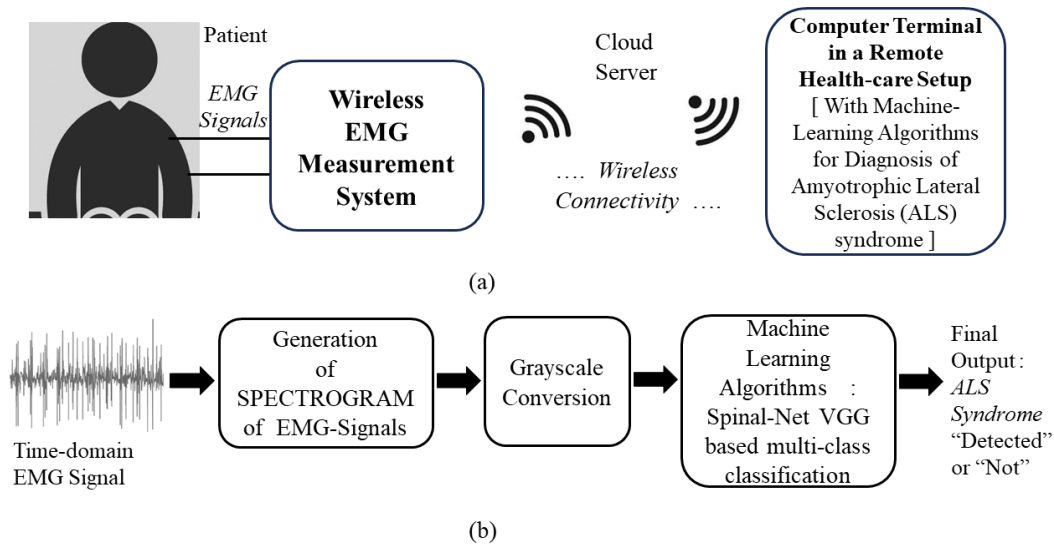 Patient
EMG
Signals
Wireless
EMG
Measurement
System
Cloud
Server
.... Wireless
Connectivity ....
Computer Terminal
in a Remote
Health-care Setup
[ With Machine-
Learning Algorithms
for Diagnosis of
Amyotrophic Lateral
Sclerosis (ALS)
syndrome ]
(a)
Time-domain
EMG Signal
Generation
of
SPECTROGRAM
of EMG-Signals
Grayscale
Conversion
Machine
Learning
Algorithms :
Spinal-Net VGG
based multi-class
classification
Final
Output :
ALS
Syndrome
“Detected”
or “Not”
(b)